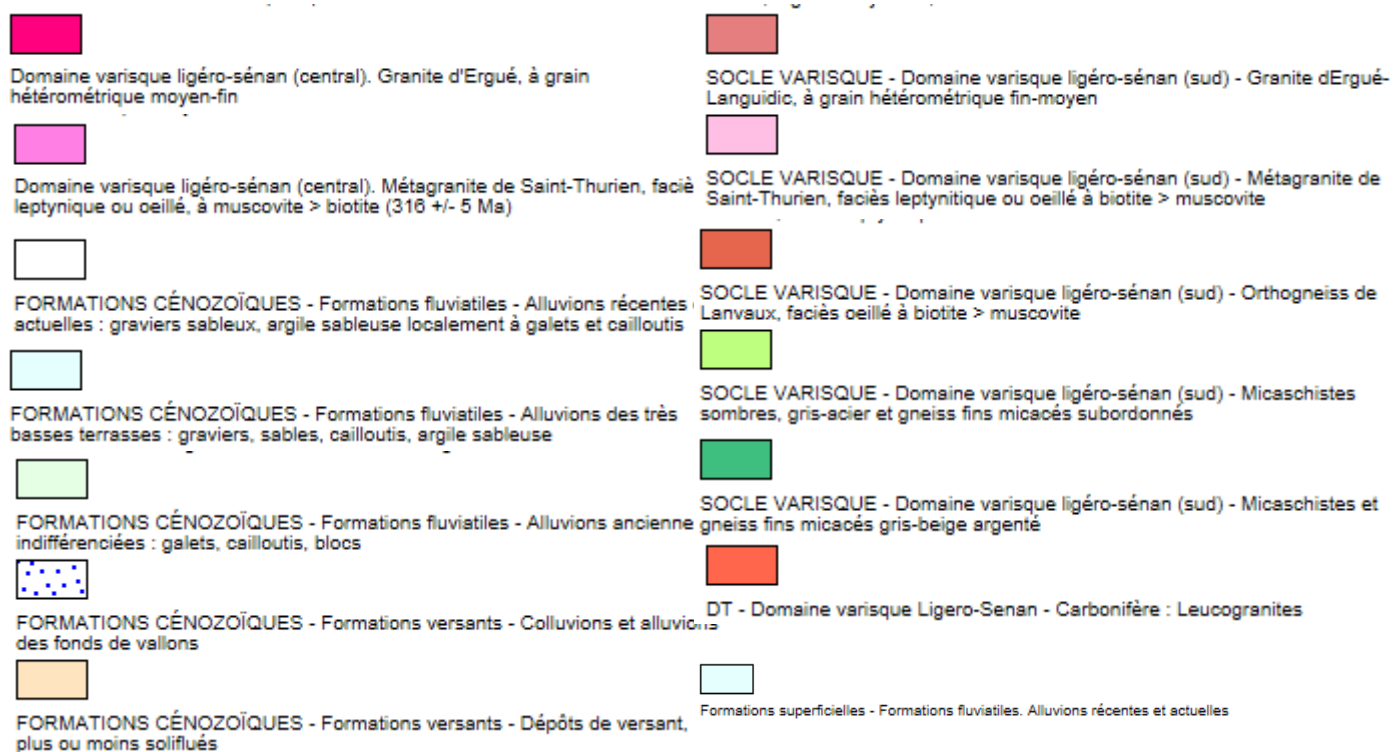 Domaine varisque ligéro-sénan (central). Granite d'Ergué, à grain
hétérométrique moyen-fin
Domaine varisque ligéro-sénan (central). Métagranite de Saint-Thurien, faciè
leptynique ou oeillé, à muscovite > biotite (316 +/- 5 Ma)
FORMATIONS CÉNOZOÏQUES - Formations fluviatiles - Alluvions récentes
actuelles : graviers sableux, argile sableuse localement à galets et cailloutis
FORMATIONS CÉNOZOÏQUES - Formations fluviatiles - Alluvions des très
basses terrasses : graviers, sables, cailloutis, argile sableuse
FORMATIONS CÉNOZOÏQUES - Formations fluviatiles - Alluvions ancienne
indifférenciées : galets, cailloutis, blocs
FORMATIONS CÉNOZOÏQUES - Formations versants - Colluvions et alluvions
des fonds de vallons
FORMATIONS CÉNOZOÏQUES - Formations versants - Dépôts de versant,
plus ou moins soliflués
SOCLE VARISQUE - Domaine varisque ligéro-sénan (sud) - Granite dErgué-
Languidic, à grain hétérométrique fin-moyen
SOCLE VARISQUE - Domaine varisque ligéro-sénan (sud) - Métagranite de
Saint-Thurien, faciès leptynitique ou oeillé à biotite > muscovite
SOCLE VARISQUE - Domaine varisque ligéro-sénan (sud) - Orthogneiss de
Lanvaux, faciès oeillé à biotite > muscovite
SOCLE VARISQUE - Domaine varisque ligéro-sénan (sud) - Micaschistes
sombres, gris-acier et gneiss fins micacés subordonnés
SOCLE VARISQUE - Domaine varisque ligéro-sénan (sud) - Micaschistes et
gneiss fins micacés gris-beige argenté
DT - Domaine varisque Ligero-Senan - Carbonifère : Leucogranites
Formations superficielles - Formations fluviatiles. Alluvions récentes et actuelles